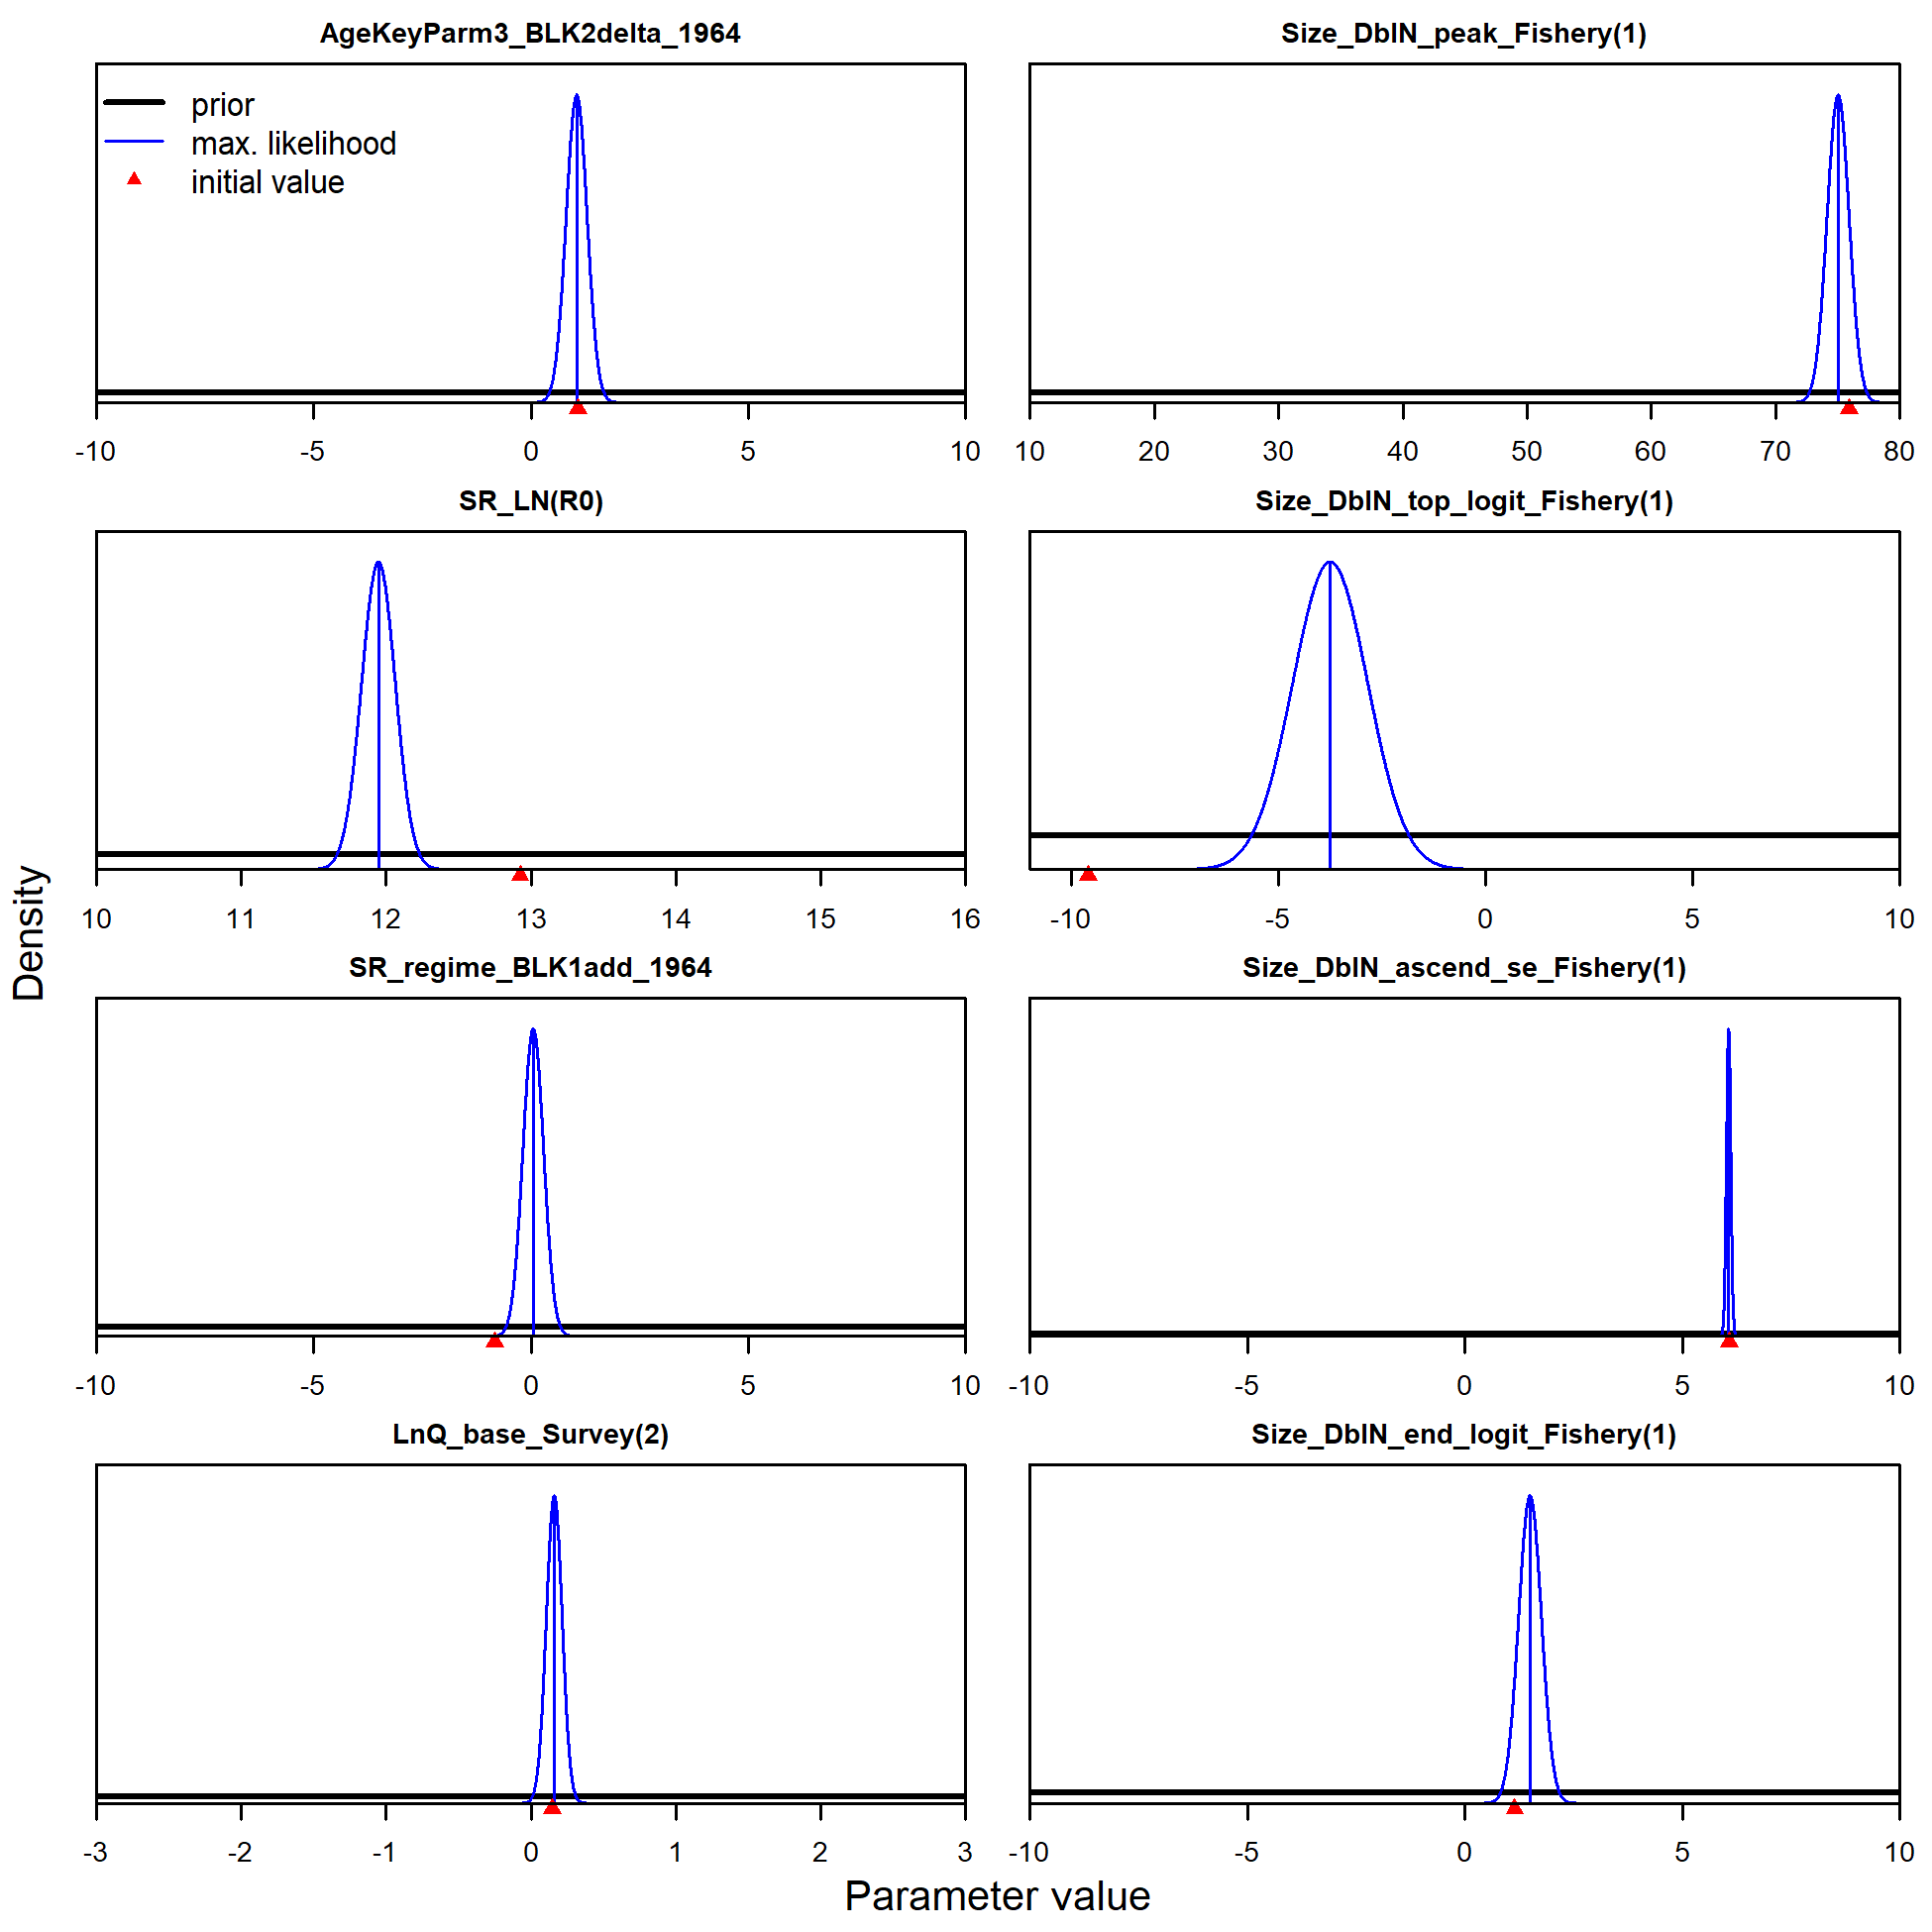 AgeKeyParm3_BLK2delta_1964
prior
max. likelihood
initial value
-10 -5 0 5 10
Size_DblN_peak_Fishery(1)
10 20 30 40 50 60 70 80
SR_LN(R0)
10 11 12 13 14 15 16
Size_DblN_top_logit_Fishery(1)
-10 -5 0 5 10
SR_regime_BLK1add_1964
-10 -5 0 5 10
Size_DblN_ascend_se_Fishery(1)
-10 -5 0 5 10
LnQ_base_Survey(2)
-3 -2 -1 0 1 2 3
Size_DblN_end_logit_Fishery(1)
-10 -5 0 5 10
Density
Parameter value